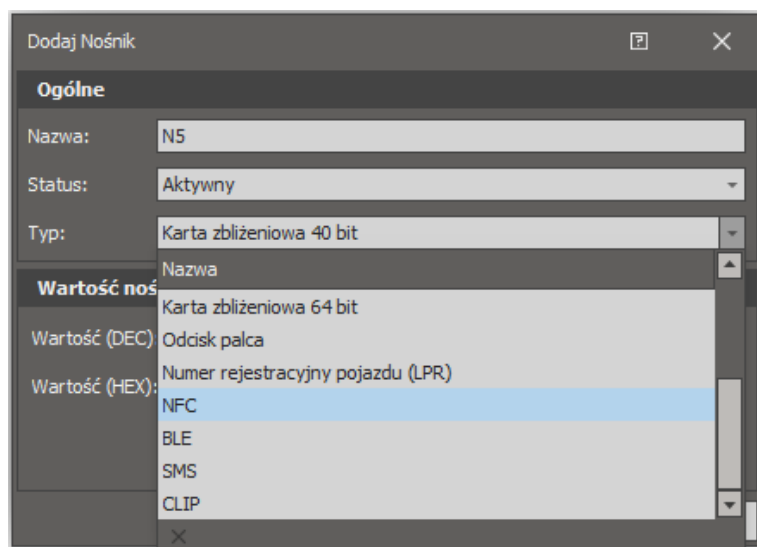 Dodaj Nośnik
Ogólne
Nazwa: N5
Status: Aktywny
Typ: Karta zbliżeniowa 40 bit
Nazwa
Wartość noś
Karta zbliżeniowa 64 bit
Wartość (DEC): Odcisk palca
Numer rejestracyjny pojazdu (LPR)
Wartość (HEX): NFC
BLE
SMS
CLIP